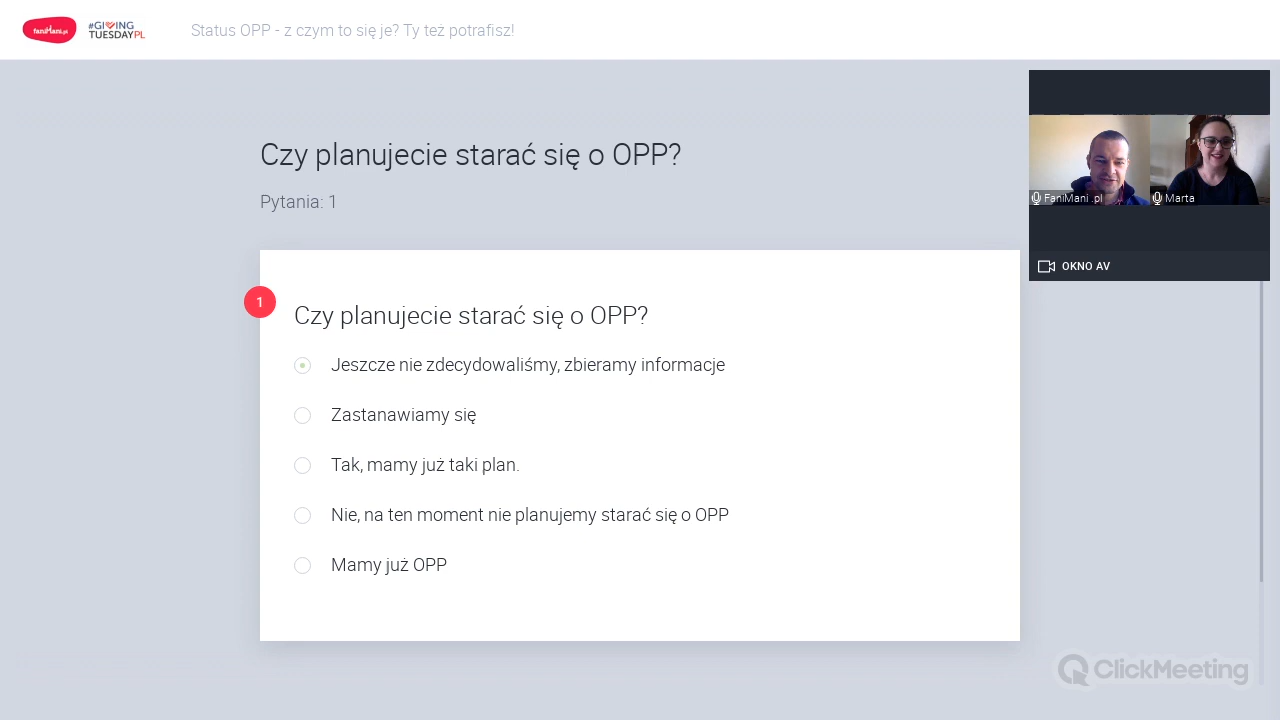 faniMani.pl
#GIVING
TUESDAYPL
Status OPP - z czym to się je? Ty też potrafisz!
Czy planujecie starać się o OPP?
Pytania: 1
FaniMani .pl
Marta
OKNO AV
1
Czy planujecie starać się o OPP?
Jeszcze nie zdecydowaliśmy, zbieramy informacje
Zastanawiamy się
Tak, mamy już taki plan.
Nie, na ten moment nie planujemy starać się o OPP
Mamy już OPP
ClickMeeting